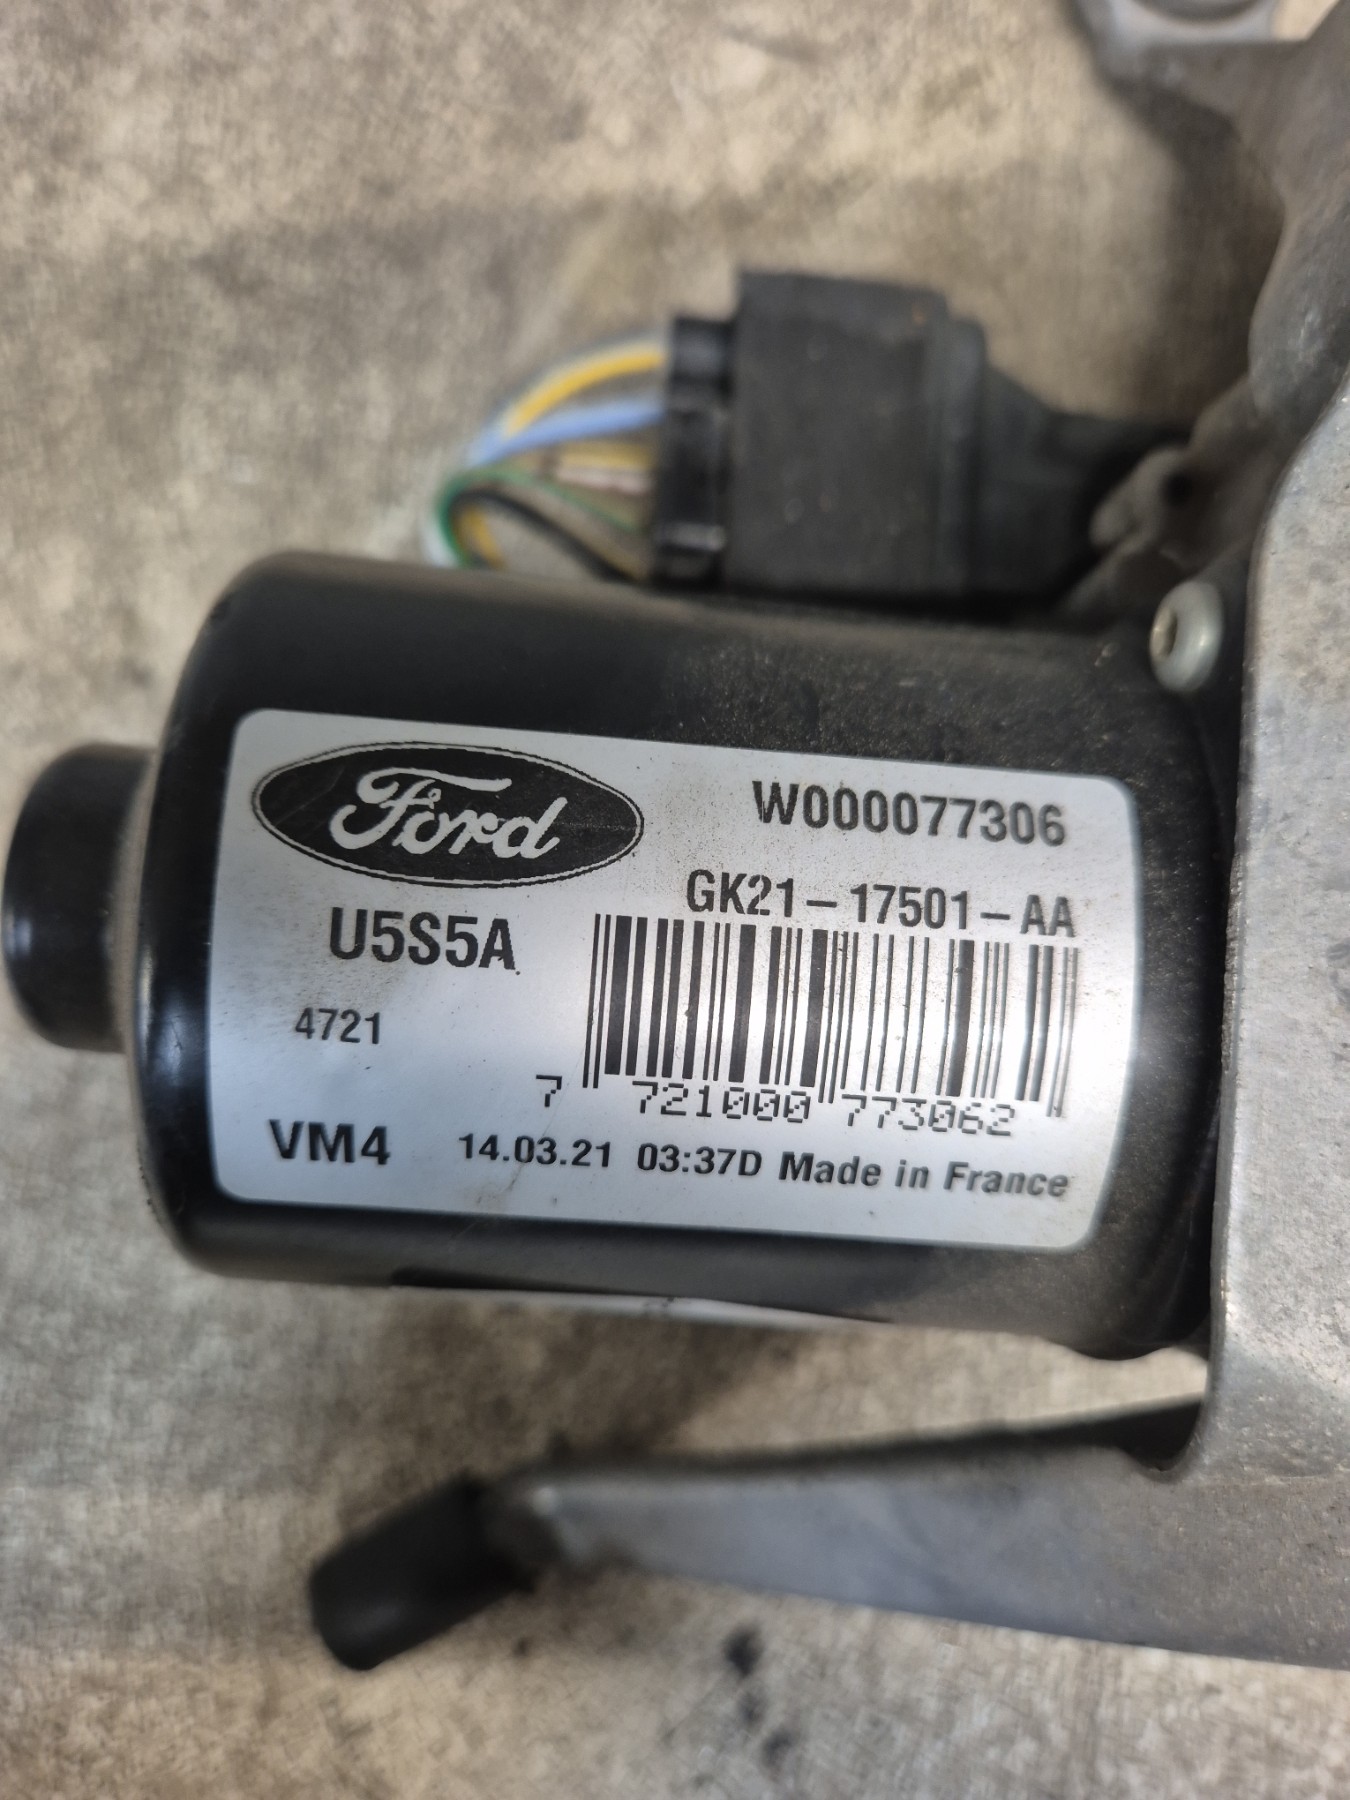 Ford
W000077306
GK21-17501-AA
U5S5A
4721
7 721000 773062
VM4
14.03.21 03:37D Made in France